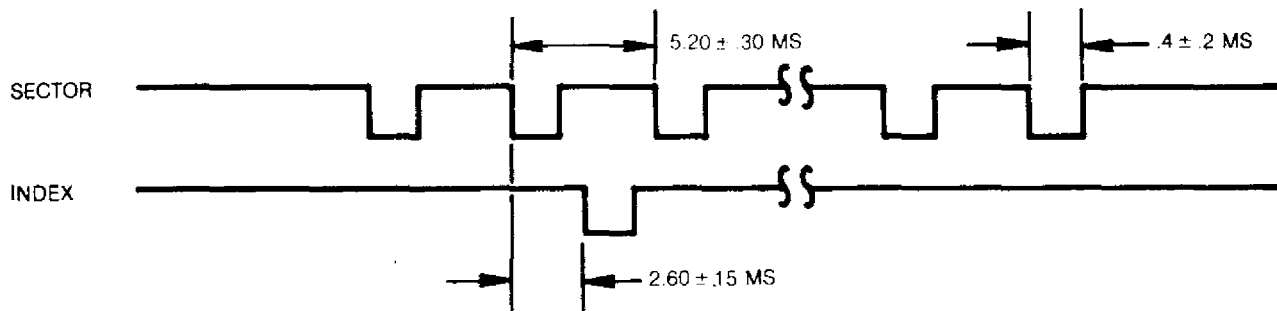 5.20 ± .30 MS
.4 ± .2 MS
SECTOR
INDEX
2.60 ± .15 MS